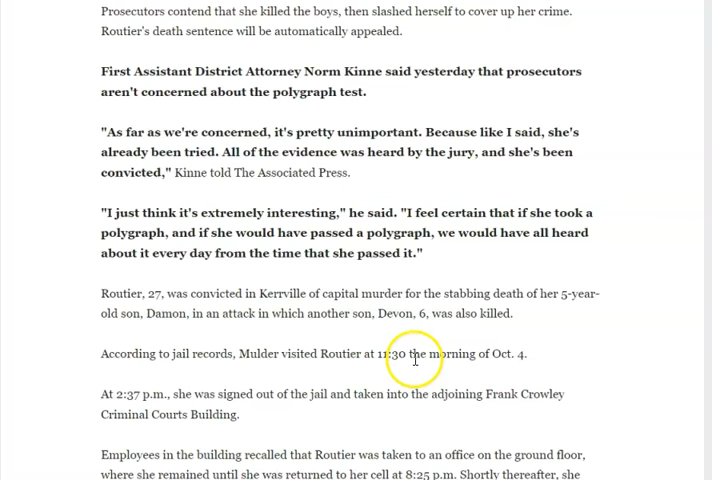 Prosecutors contend that she killed the boys, then slashed herself to cover up her crime.
Routier's death sentence will be automatically appealed.
First Assistant District Attorney Norm Kinne said yesterday that prosecutors
aren't concerned about the polygraph test.
"As far as we're concerned, it's pretty unimportant. Because like I said, she's
already been tried. All of the evidence was heard by the jury, and she's been
convicted," Kinne told The Associated Press.
"I just think it's extremely interesting," he said. "I feel certain that if she took a
polygraph, and if she would have passed a polygraph, we would have all heard
about it every day from the time that she passed it."
Routier, 27, was convicted in Kerrville of capital murder for the stabbing death of her 5-year-
old son, Damon, in an attack in which another son, Devon, 6, was also killed.
According to jail records, Mulder visited Routier at 11:30 the morning of Oct. 4.
At 2:37 p.m., she was signed out of the jail and taken into the adjoining Frank Crowley
Criminal Courts Building.
Employees in the building recalled that Routier was taken to an office on the ground floor,
where she remained until she was returned to her cell at 8:25 p.m. Shortly thereafter, she